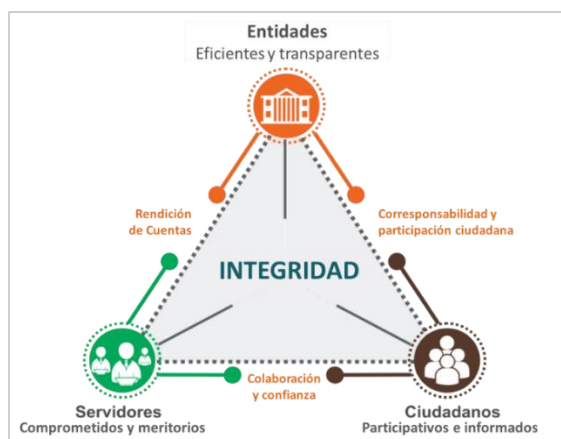 Entidades
Eficientes y transparentes
Rendición
de Cuentas
Corresponsabilidad y
participación ciudadana
INTEGRIDAD
Colaboración
y confianza
Servidores
Comprometidos y meritorios
Ciudadanos
Participativos e informados